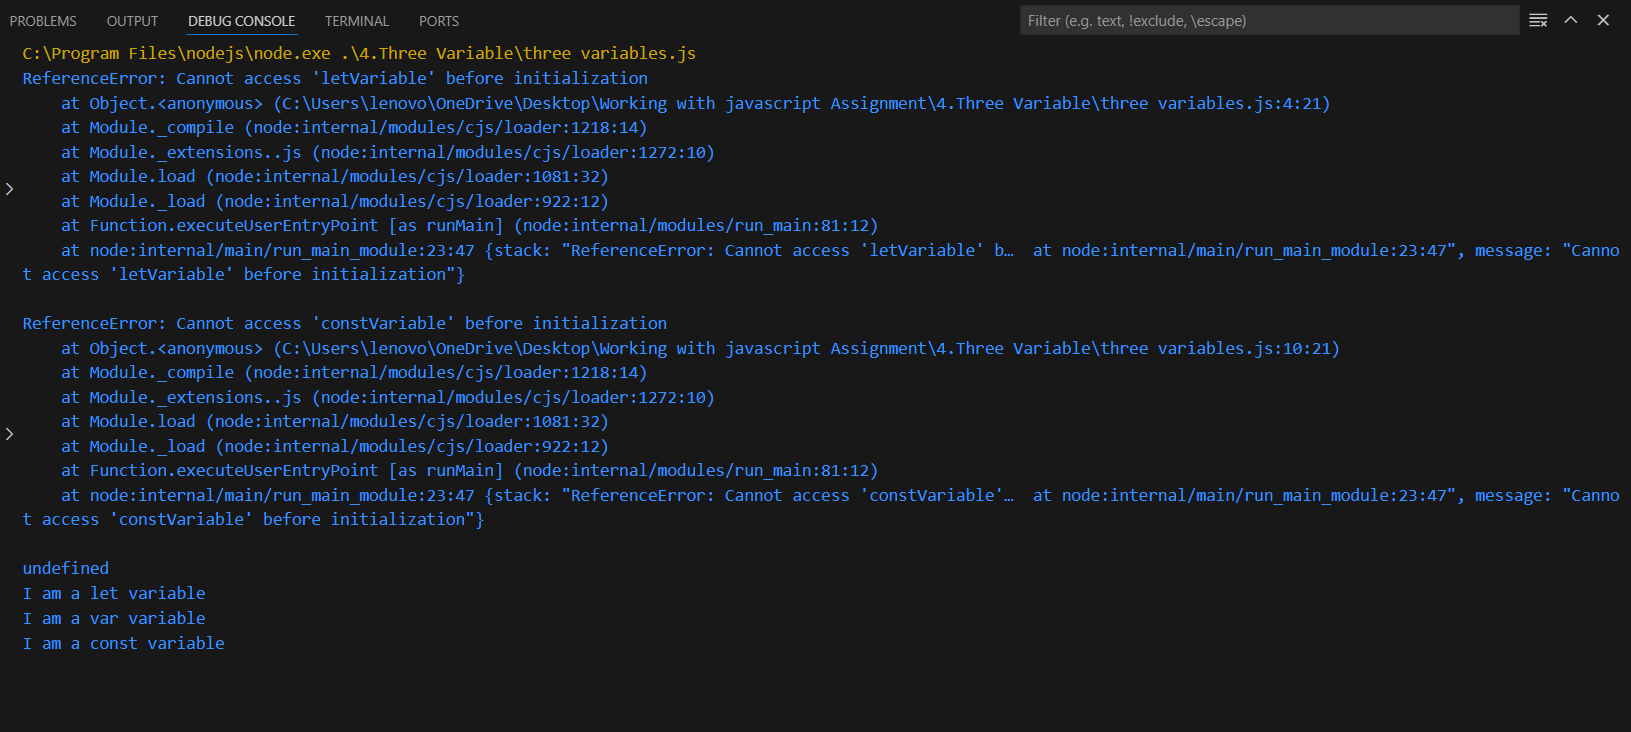 PROBLEMS OUTPUT DEBUG CONSOLE TERMINAL PORTS Filter (e.g. text, !exclude, \escape)
C:\Program Files\nodejs\node.exe .\4.Three Variable\three variables.js
ReferenceError: Cannot access 'letVariable' before initialization
    at Object.<anonymous> (C:\Users\lenovo\OneDrive\Desktop\Working with javascript Assignment\4.Three Variable\three variables.js:4:21)
    at Module._compile (node:internal/modules/cjs/loader:1218:14)
    at Module._extensions..js (node:internal/modules/cjs/loader:1272:10)
    at Module.load (node:internal/modules/cjs/loader:1081:32)
    at Module._load (node:internal/modules/cjs/loader:922:12)
    at Function.executeUserEntryPoint [as runMain] (node:internal/modules/run_main:81:12)
    at node:internal/main/run_main_module:23:47 {stack: "ReferenceError: Cannot access 'letVariable' b…  at node:internal/main/run_main_module:23:47", message: "Canno
t access 'letVariable' before initialization"}
ReferenceError: Cannot access 'constVariable' before initialization
    at Object.<anonymous> (C:\Users\lenovo\OneDrive\Desktop\Working with javascript Assignment\4.Three Variable\three variables.js:10:21)
    at Module._compile (node:internal/modules/cjs/loader:1218:14)
    at Module._extensions..js (node:internal/modules/cjs/loader:1272:10)
    at Module.load (node:internal/modules/cjs/loader:1081:32)
    at Module._load (node:internal/modules/cjs/loader:922:12)
    at Function.executeUserEntryPoint [as runMain] (node:internal/modules/run_main:81:12)
    at node:internal/main/run_main_module:23:47 {stack: "ReferenceError: Cannot access 'constVariable'…  at node:internal/main/run_main_module:23:47", message: "Canno
t access 'constVariable' before initialization"}
undefined
I am a let variable
I am a var variable
I am a const variable